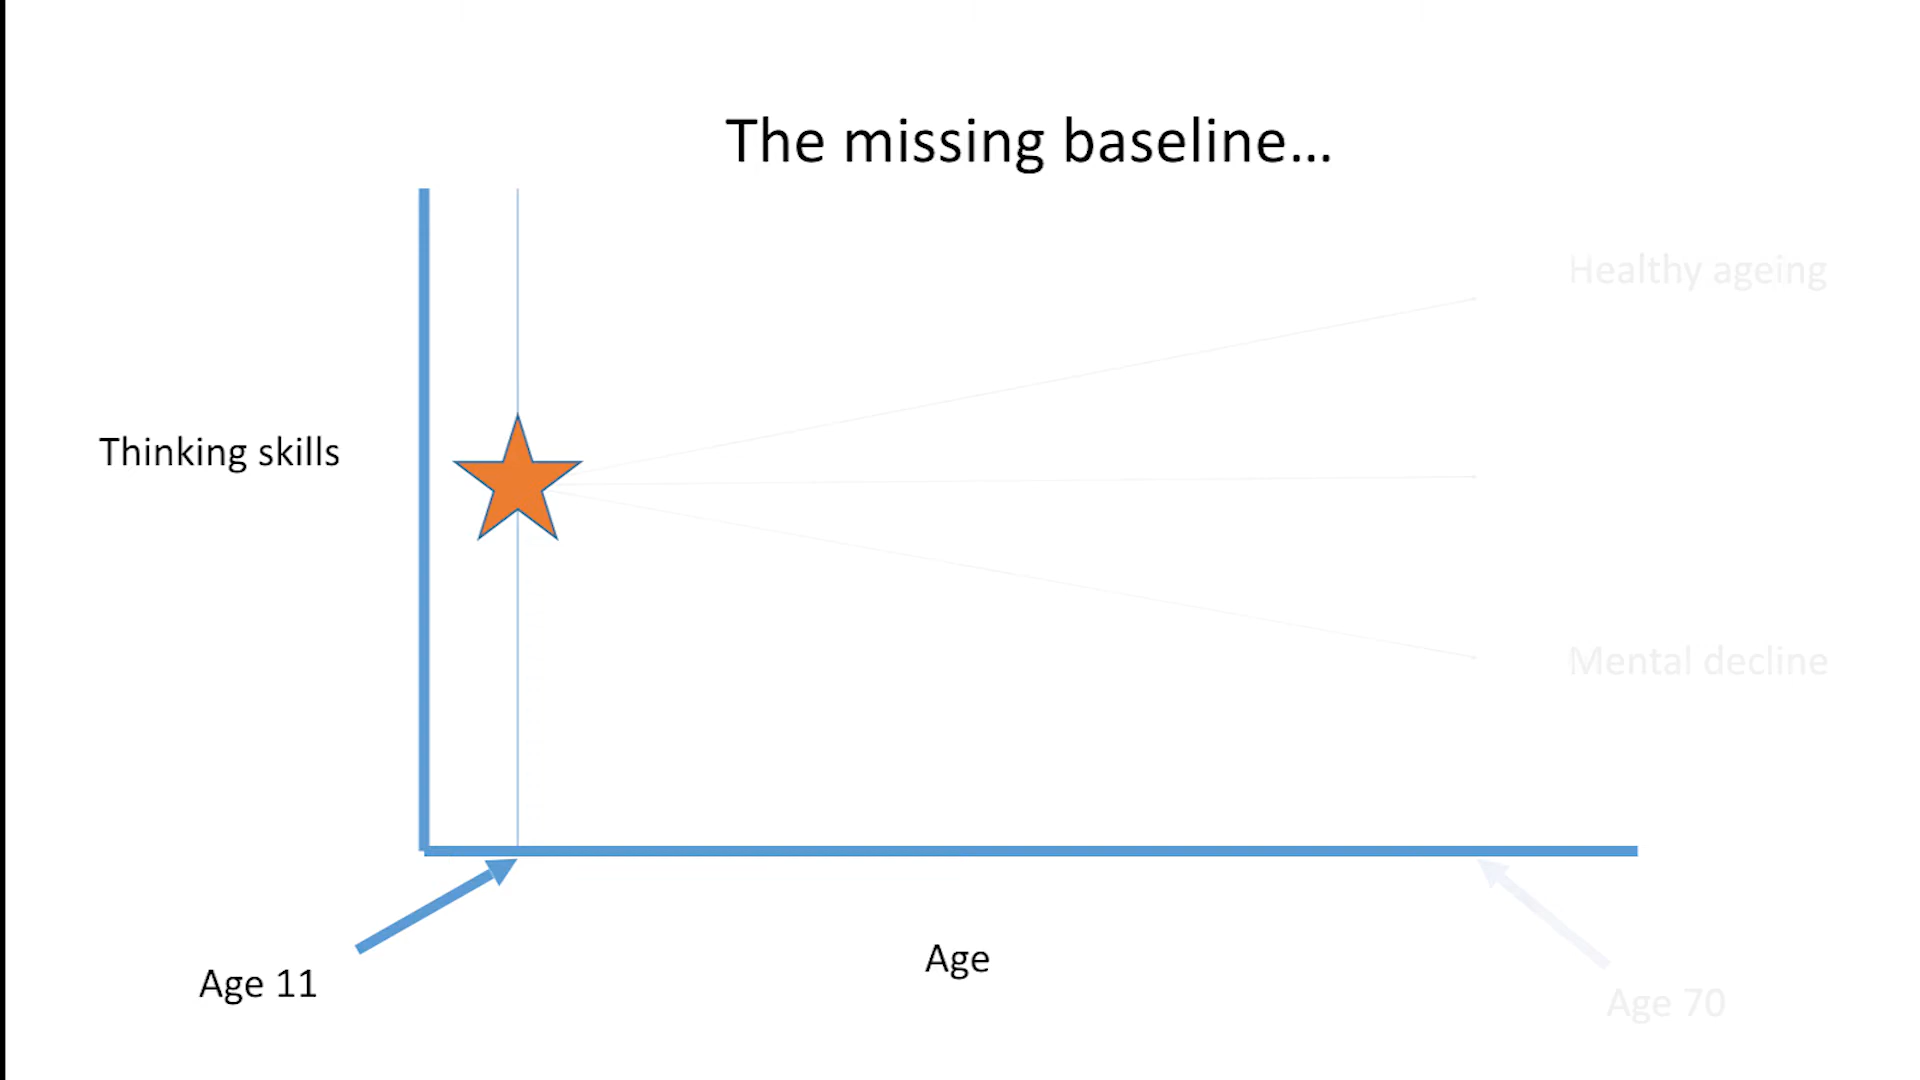 The missing baseline...
Healthy ageing
Thinking skills
Mental decline
Age
Age 11
Age 70